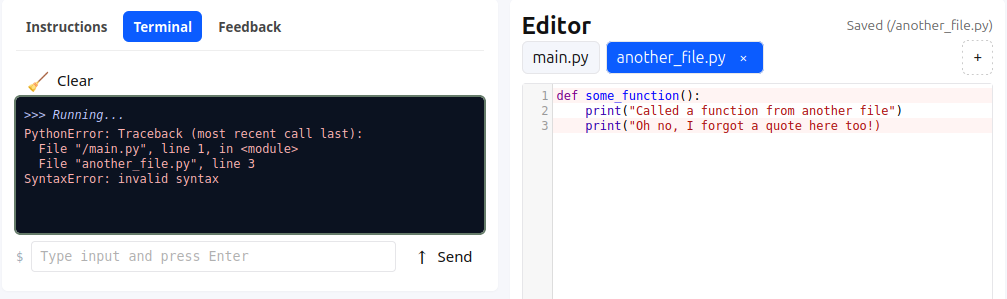 Instructions
Terminal
Feedback
🧹 Clear
>>> Running...
PythonError: Traceback (most recent call last):
  File "/main.py", line 1, in <module>
  File "another_file.py", line 3
SyntaxError: invalid syntax
$ Type input and press Enter
↑ Send
Editor
Saved (/another_file.py)
main.py
another_file.py ×
+
1 def some_function():
2     print("Called a function from another file")
3     print("Oh no, I forgot a quote here too!)